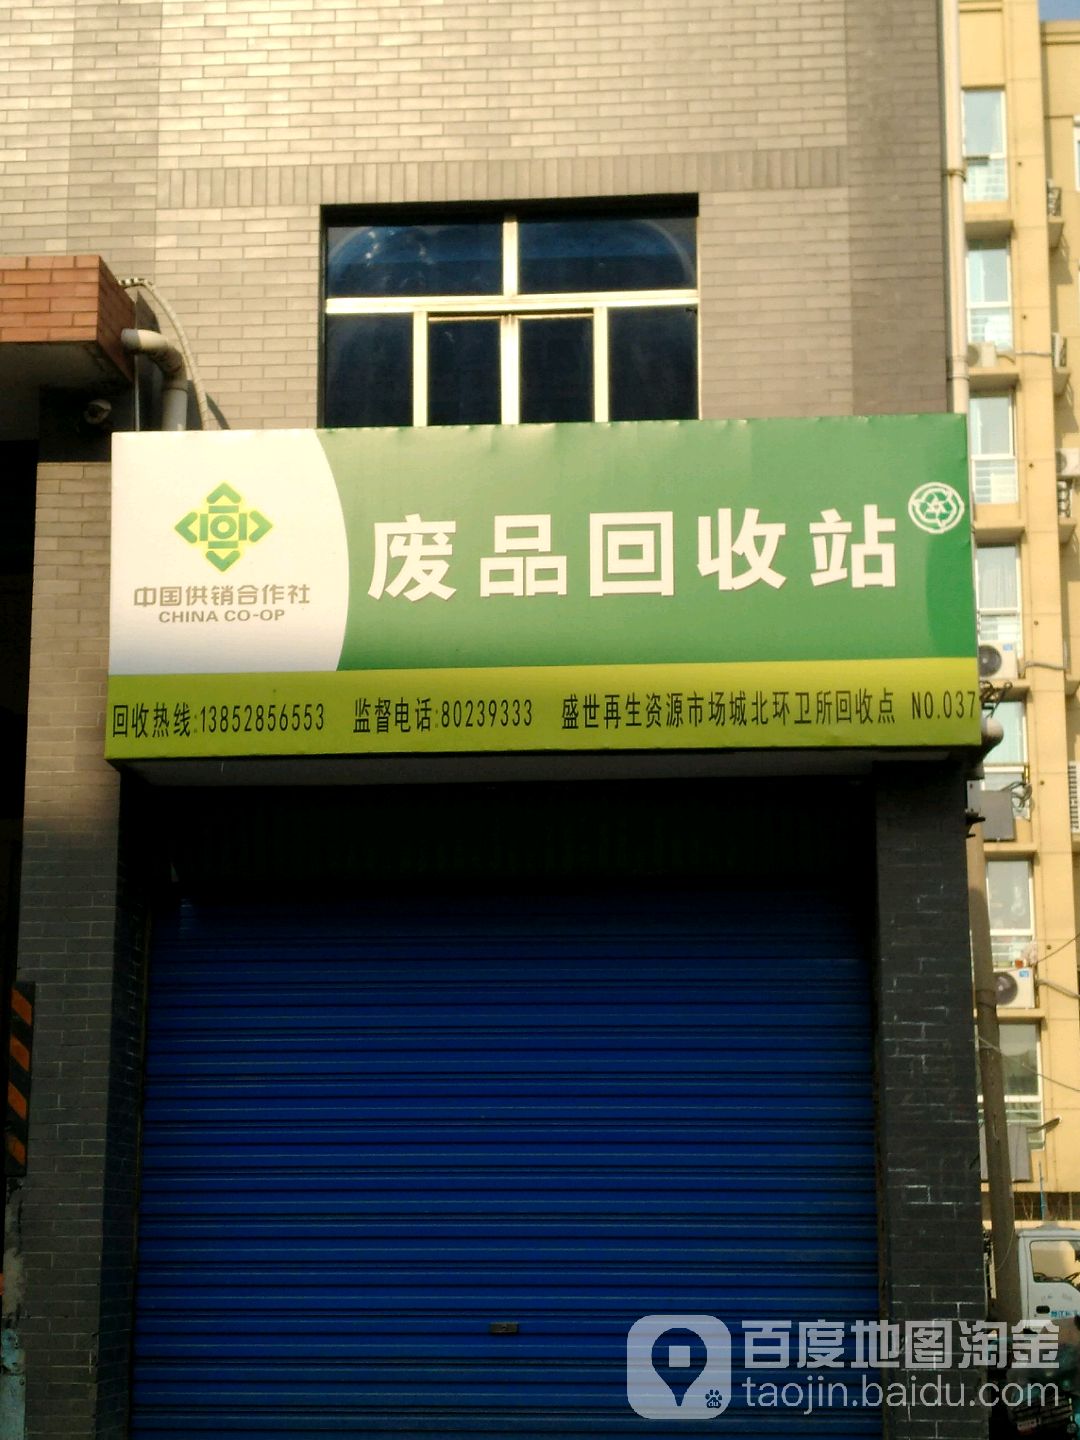 废品回收站
中国供销合作社
CHINA CO-OP
回收热线:13852856553 监督电话:80239333 盛世再生资源市场城北环卫所回收点 NO.037
百度地图淘金
taojin.baidu.com